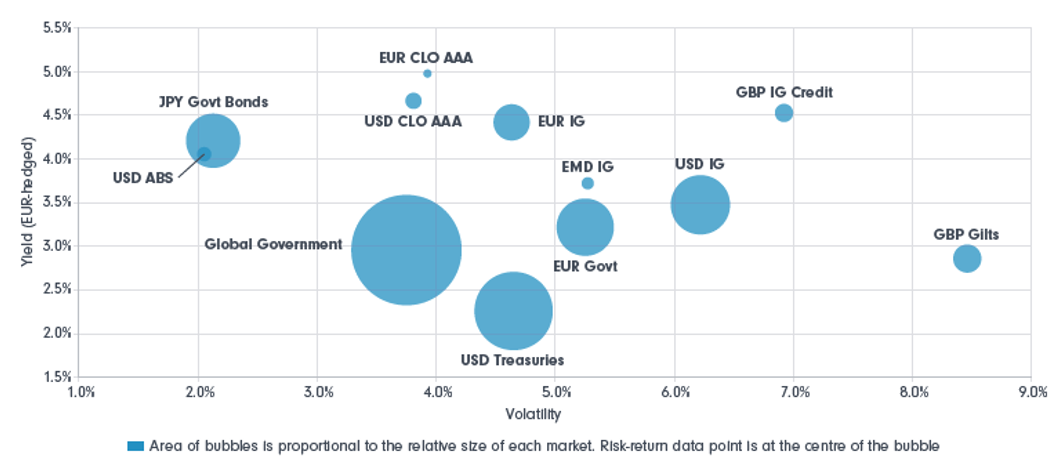 5.5%
EUR CLO AAA
5.0%
GBP IG Credit
JPY Govt Bonds
4.5%
USD CLO AAA
EUR IG
4.0%
EMD IG
USD IG
USD ABS
3.5%
Yield (EUR-hedged)
Global Government
3.0%
GBP Gilts
EUR Govt
2.5%
2.0%
USD Treasuries
1.5%
1.0% 2.0% 3.0% 4.0% 5.0% 6.0% 7.0% 8.0% 9.0%
Volatility
Area of bubbles is proportional to the relative size of each market. Risk-return data point is at the centre of the bubble